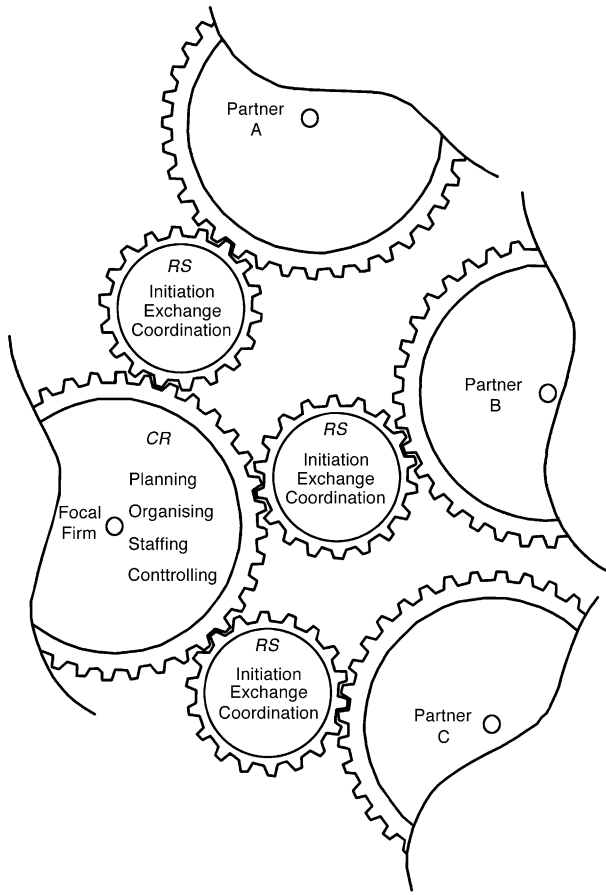 Partner
A
RS
Initiation
Exchange
Coordination
Partner
B
CR
Planning
Organising
Staffing
Conttrolling
Focal
Firm
RS
Initiation
Exchange
Coordination
RS
Initiation
Exchange
Coordination
Partner
C